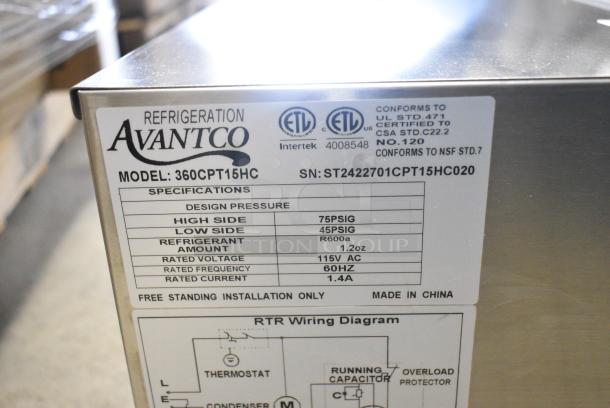 REFRIGERATION
AVANTCO
ETL
Intertek
C ETL US
4008548
CONFORMS TO
UL STD.471
CERTIFIED TO
CSA STD.C22.2
NO.120
CONFORMS TO NSF STD.7
MODEL: 360CPT15HC
SN: ST2422701CPT15HC020
SPECIFICATIONS
DESIGN PRESSURE
HIGH SIDE 75PSIG
LOW SIDE 45PSIG
REFRIGERANT R600a
AMOUNT 1.2oz
RATED VOLTAGE 115V AC
RATED FREQUENCY 60HZ
RATED CURRENT 1.4A
FREE STANDING INSTALLATION ONLY MADE IN CHINA
RTR Wiring Diagram
THERMOSTAT
RUNNING
CAPACITOR
OVERLOAD
PROTECTOR
L
E
C
CONDENSER
M